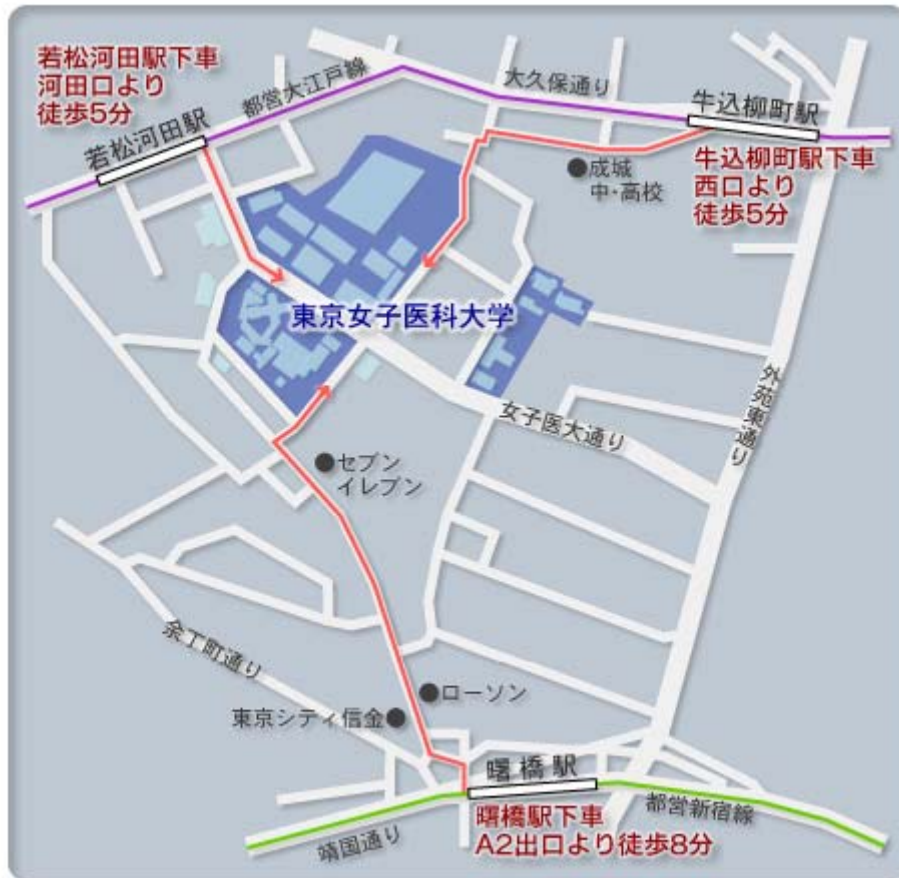 若松河田駅下車
河田口より
徒歩5分
若松河田駅
都営大江戸線
大久保通り
牛込柳町駅
牛込柳町駅下車
西口より
徒歩5分
成城
中・高校
東京女子医科大学
外苑東通り
女子医大通り
セブン
イレブン
余丁町通り
ローソン
東京シティ信金
曙橋駅
都営新宿線
曙橋駅下車
A2出口より徒歩8分
靖国通り